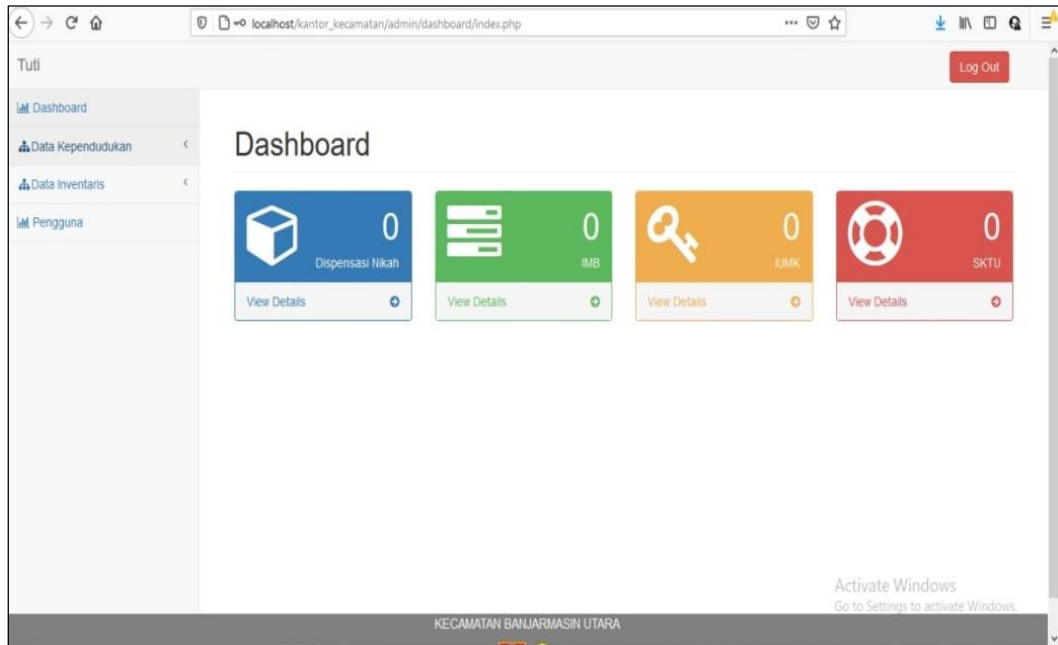 localhost/kantor_kecamatan/admin/dashboard/index.php
Tuti
Log Out
Dashboard
Data Kependudukan
Data Inventaris
Pengguna
Dashboard
0
Dispensasi Nikah
View Details
0
IMB
View Details
0
IUMK
View Details
0
SKTU
View Details
Activate Windows
Go to Settings to activate Windows.
KECAMATAN BANJARMASIN UTARA